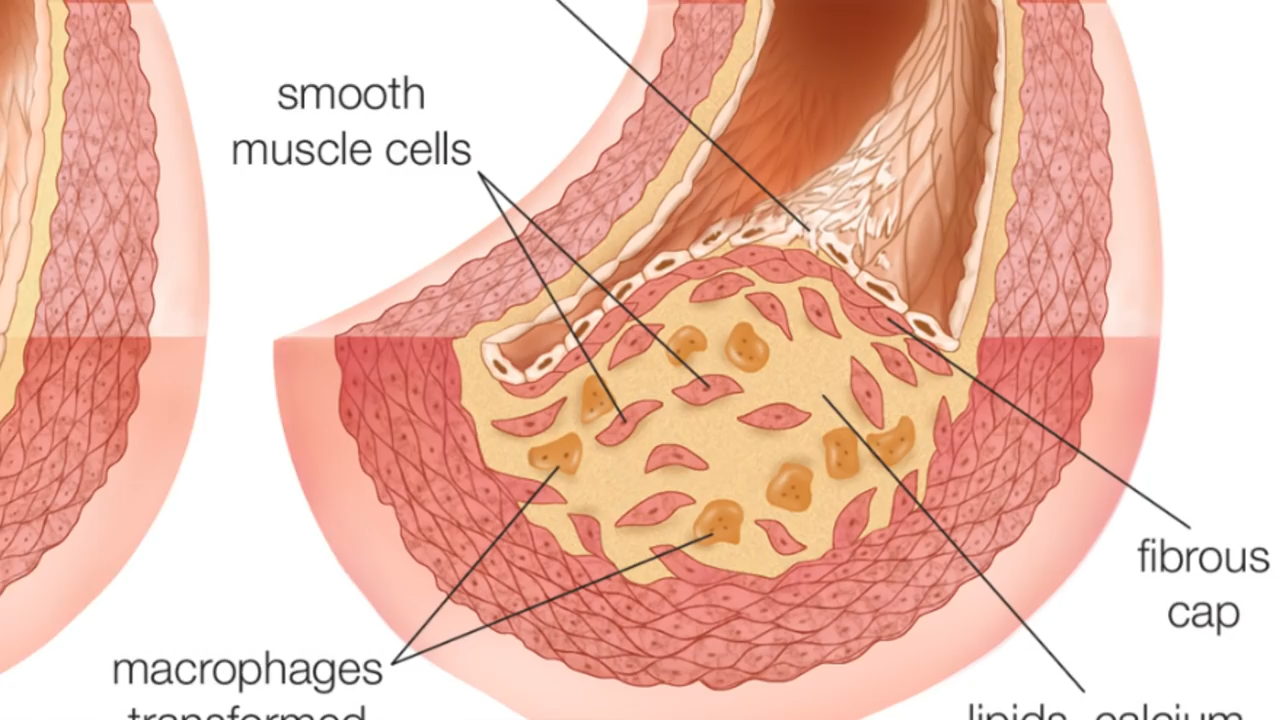 smooth
muscle cells
fibrous
cap
macrophages
transformed
lipids, calcium